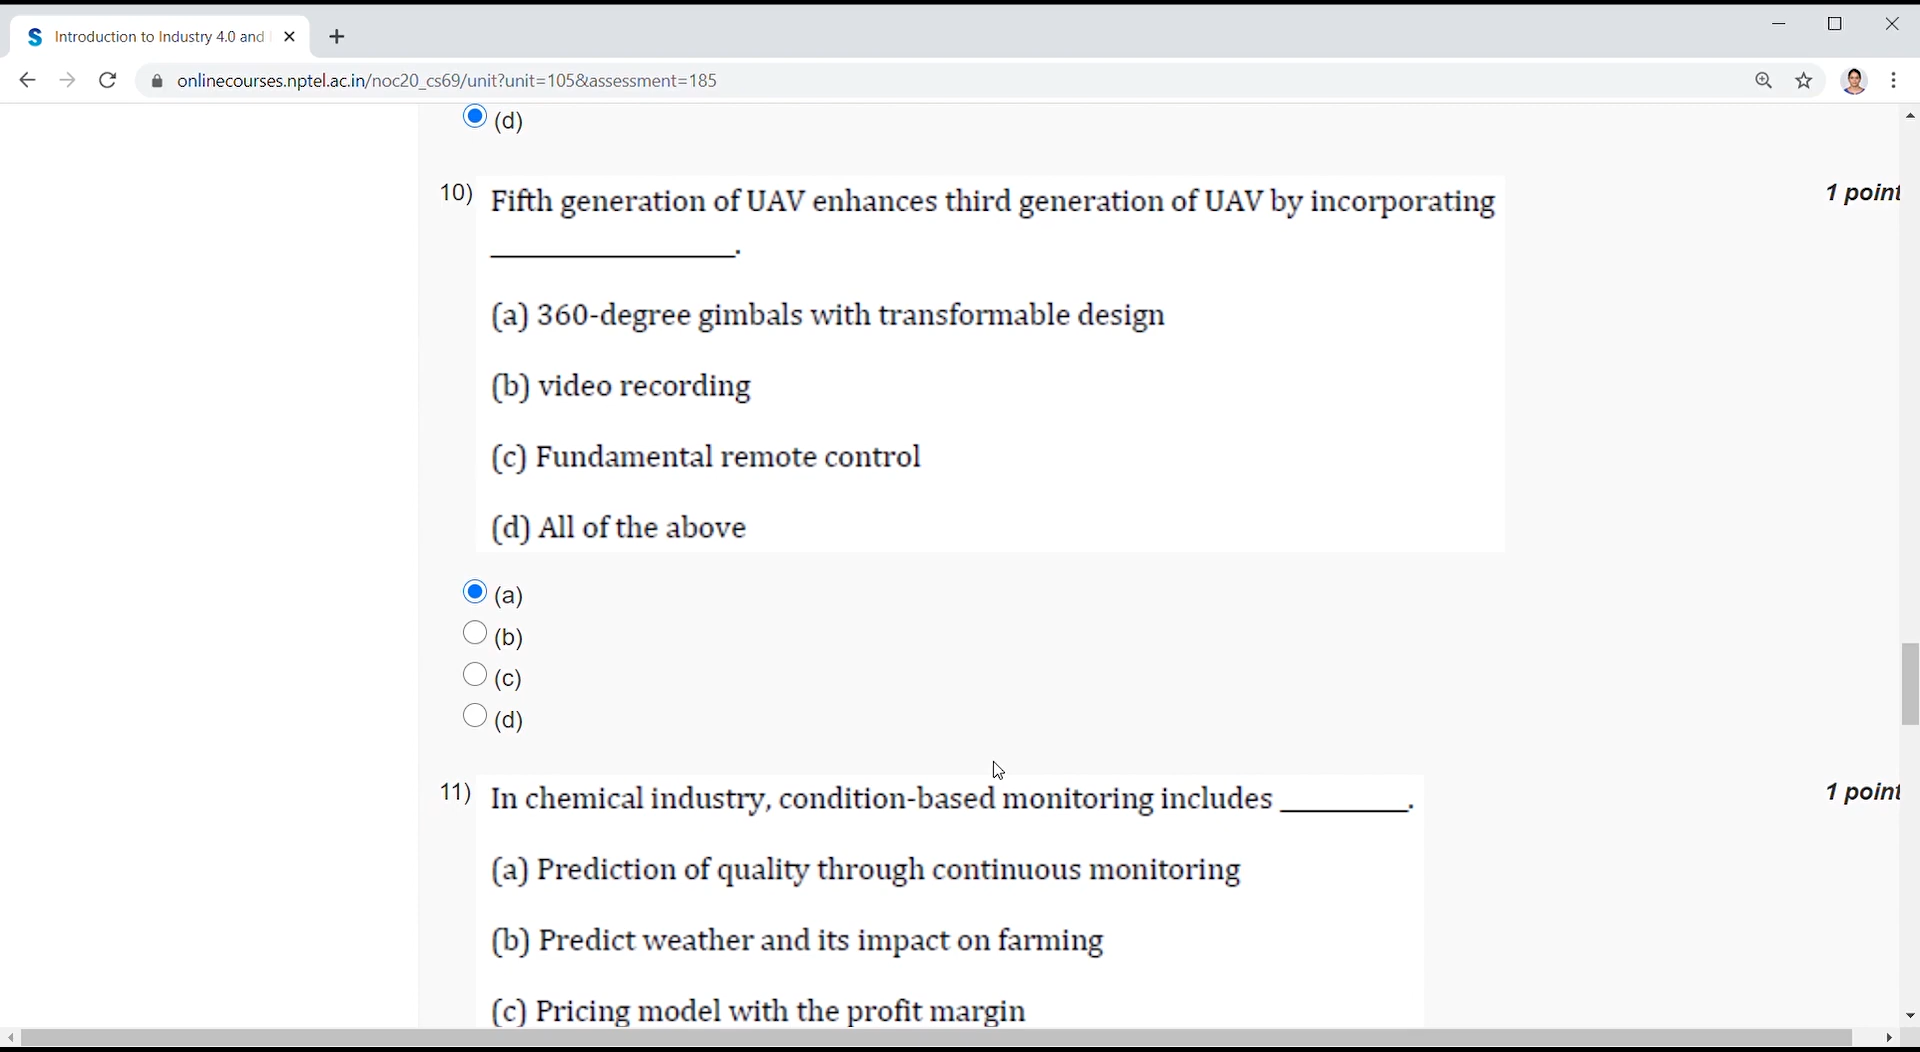 Introduction to Industry 4.0 and
onlinecourses.nptel.ac.in/noc20_cs69/unit?unit=105&assessment=185
(d)
10) Fifth generation of UAV enhances third generation of UAV by incorporating 1 point
_______________.
(a) 360-degree gimbals with transformable design
(b) video recording
(c) Fundamental remote control
(d) All of the above
(a)
(b)
(c)
(d)
11) In chemical industry, condition-based monitoring includes ________. 1 point
(a) Prediction of quality through continuous monitoring
(b) Predict weather and its impact on farming
(c) Pricing model with the profit margin